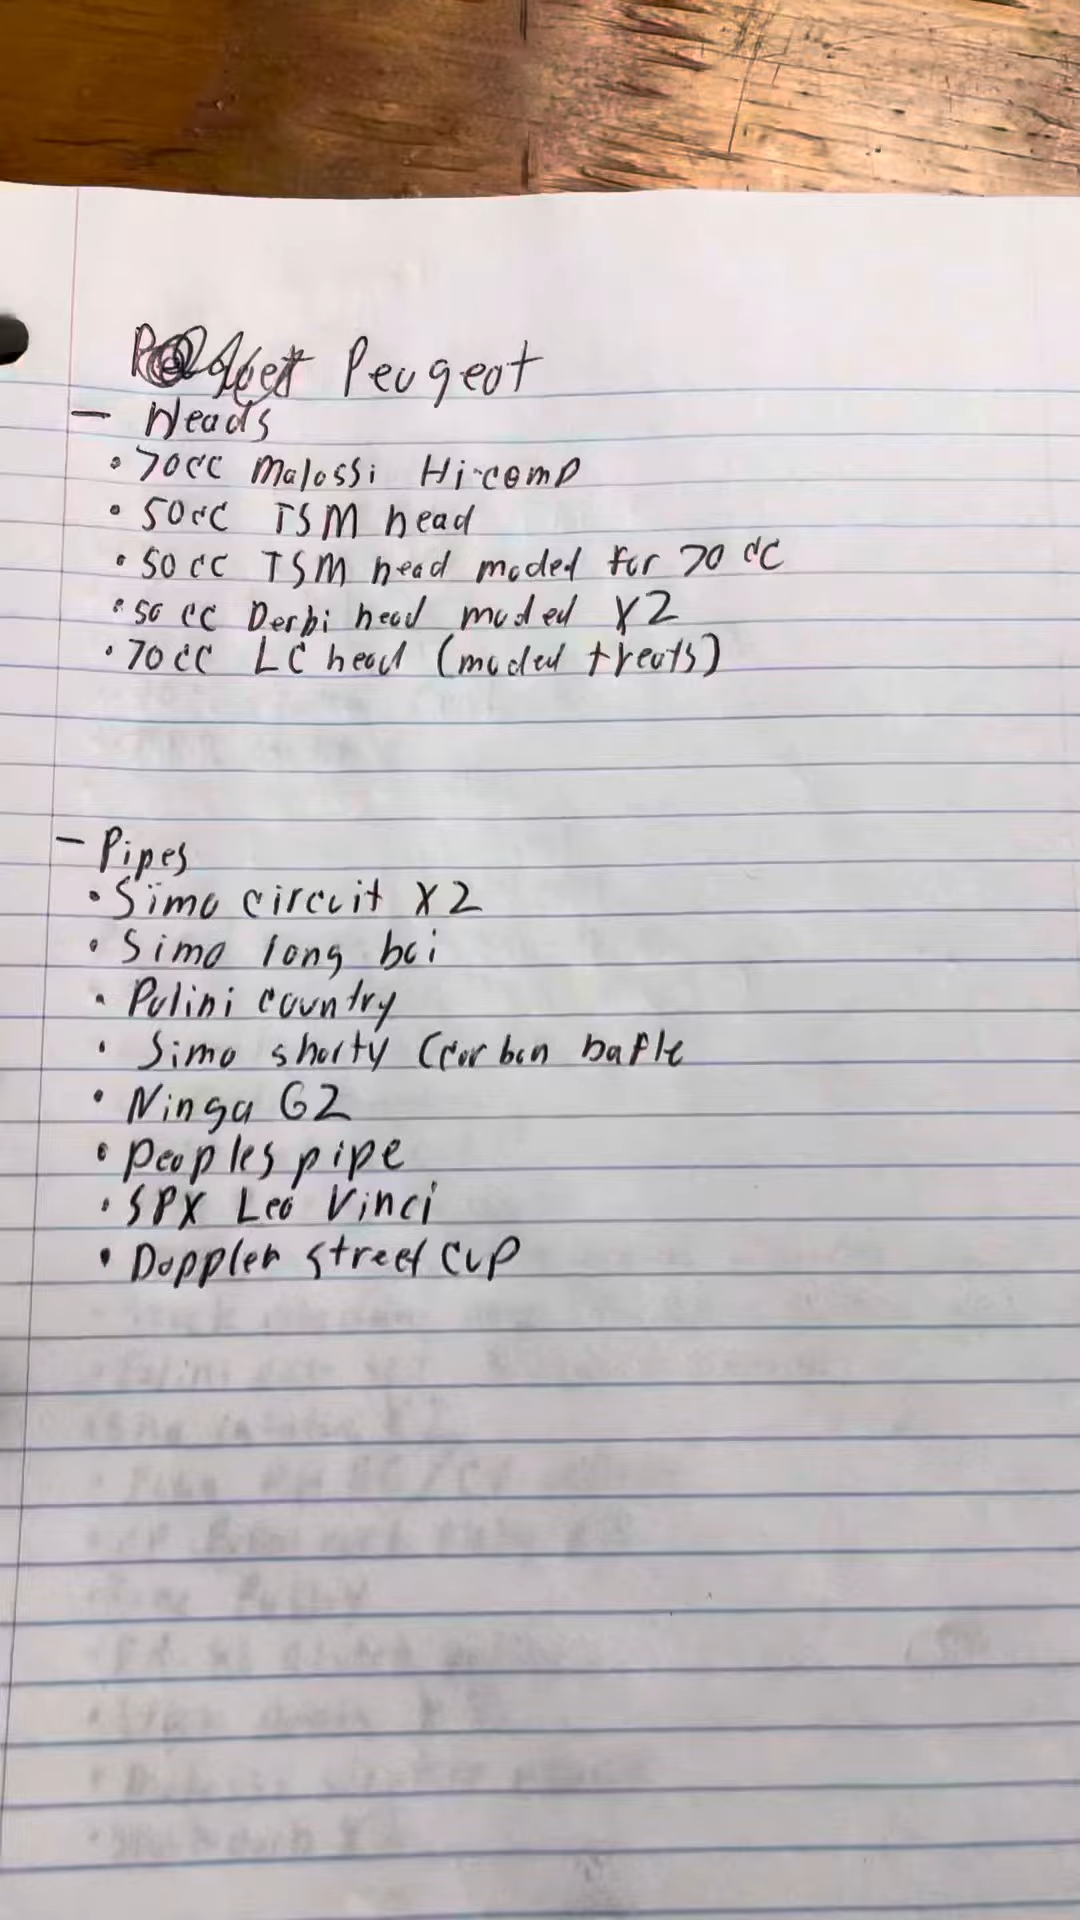 Peugeot
- Heads
• 70cc Malossi Hi-comp
• 50cc TSM head
• 50cc TSM head moded for 70cc
• 50cc Derbi head moded X2
• 70cc LC head (moded treats)
- Pipes
• Simo circuit X2
• Simo long boi
• Polini country
• Simo shorty (carbon bafle
• Ninga G2
• Peoples pipe
• SPX Leo Vinci
• Doppler street cup